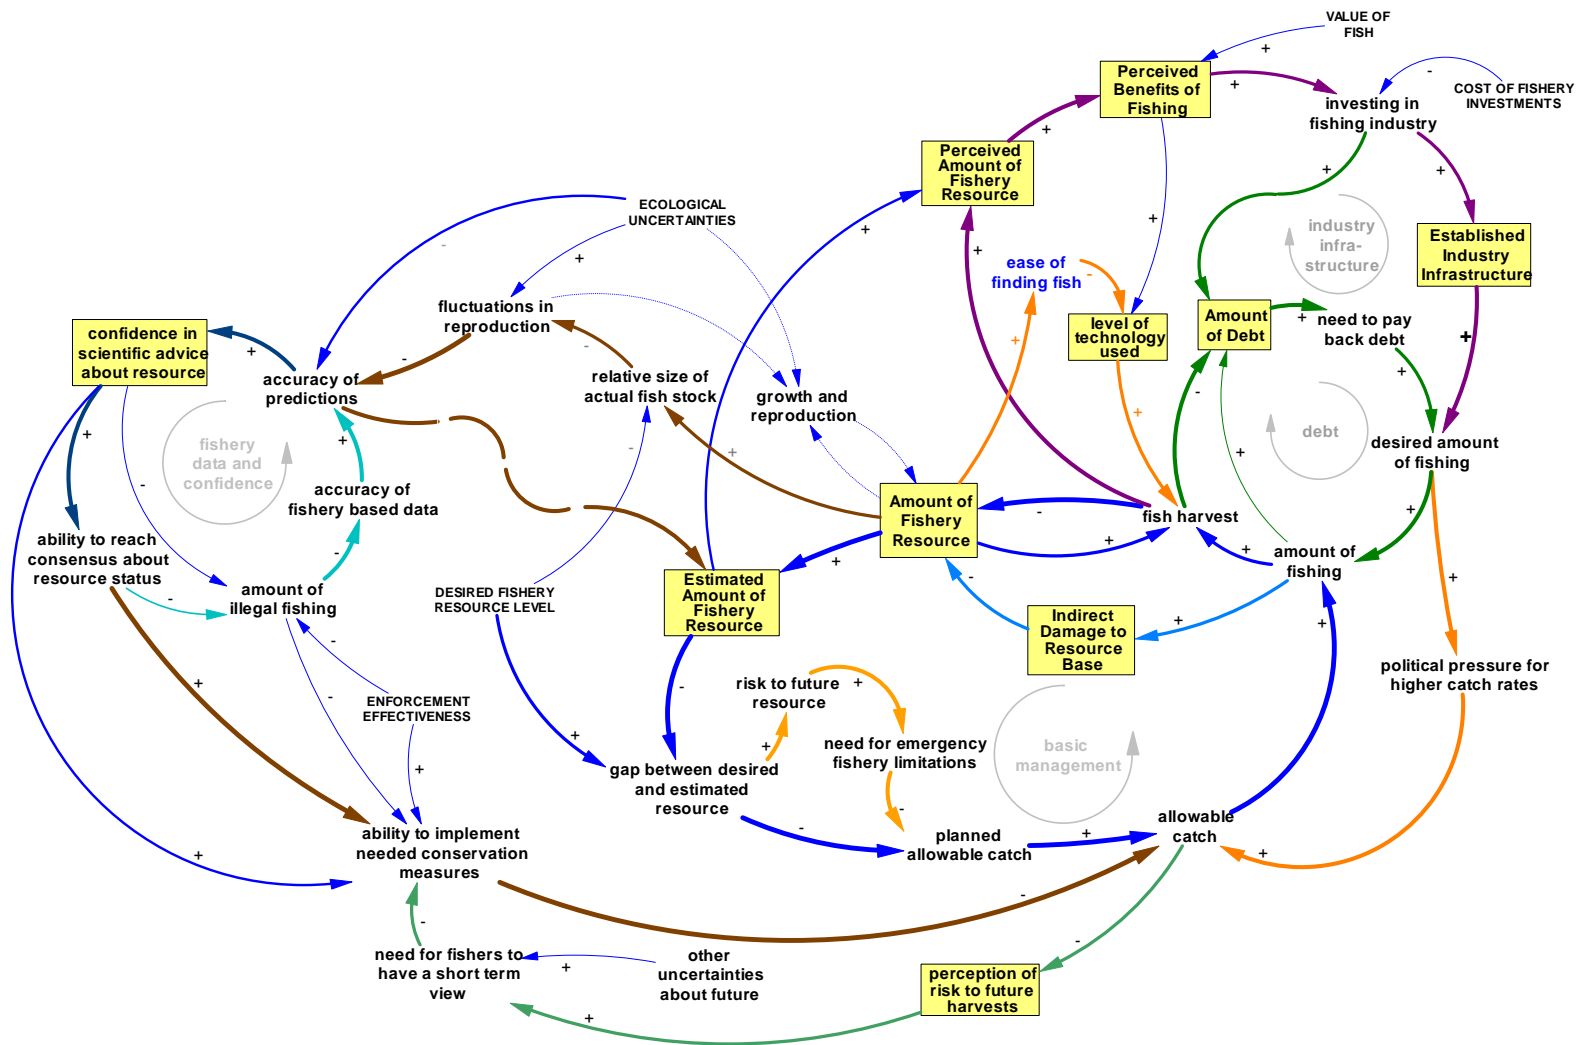 VALUE OF
FISH
+
Perceived
Benefits of
Fishing
+
-
COST OF FISHERY
INVESTMENTS
investing in
fishing industry
+
Perceived
Amount of
Fishery
Resource
+
+
ECOLOGICAL
UNCERTAINTIES
-
+
+
+
+
industry
infra-
structure
Established
Industry
Infrastructure
ease of
finding fish
-
fluctuations in
reproduction
confidence in
scientific advice
about resource
+
-
-
level of
technology
used
Amount
of Debt
+
need to pay
back debt
+
+
accuracy of
predictions
relative size of
actual fish stock
growth and
reproduction
+
-
+
+
+
-
+
fishery
data and
confidence
+
-
+
+
debt
desired amount
of fishing
accuracy of
fishery based data
-
Amount of
Fishery
Resource
-
+
fish harvest
+
+
ability to reach
consensus about
resource status
-
+
-
amount of
fishing
+
Estimated
Amount of
Fishery
Resource
amount of
illegal fishing
-
DESIRED FISHERY
RESOURCE LEVEL
Indirect
Damage to
Resource
Base
+
+
-
+
-
-
risk to future
resource
+
political pressure for
higher catch rates
ENFORCEMENT
EFFECTIVENESS
+
+
+
need for emergency
fishery limitations
basic
management
gap between desired
and estimated
resource
-
-
planned
allowable catch
+
allowable
catch
+
ability to implement
needed conservation
measures
+
-
-
-
need for fishers to
have a short term
view
+
other
uncertainties
about future
perception of
risk to future
harvests
+